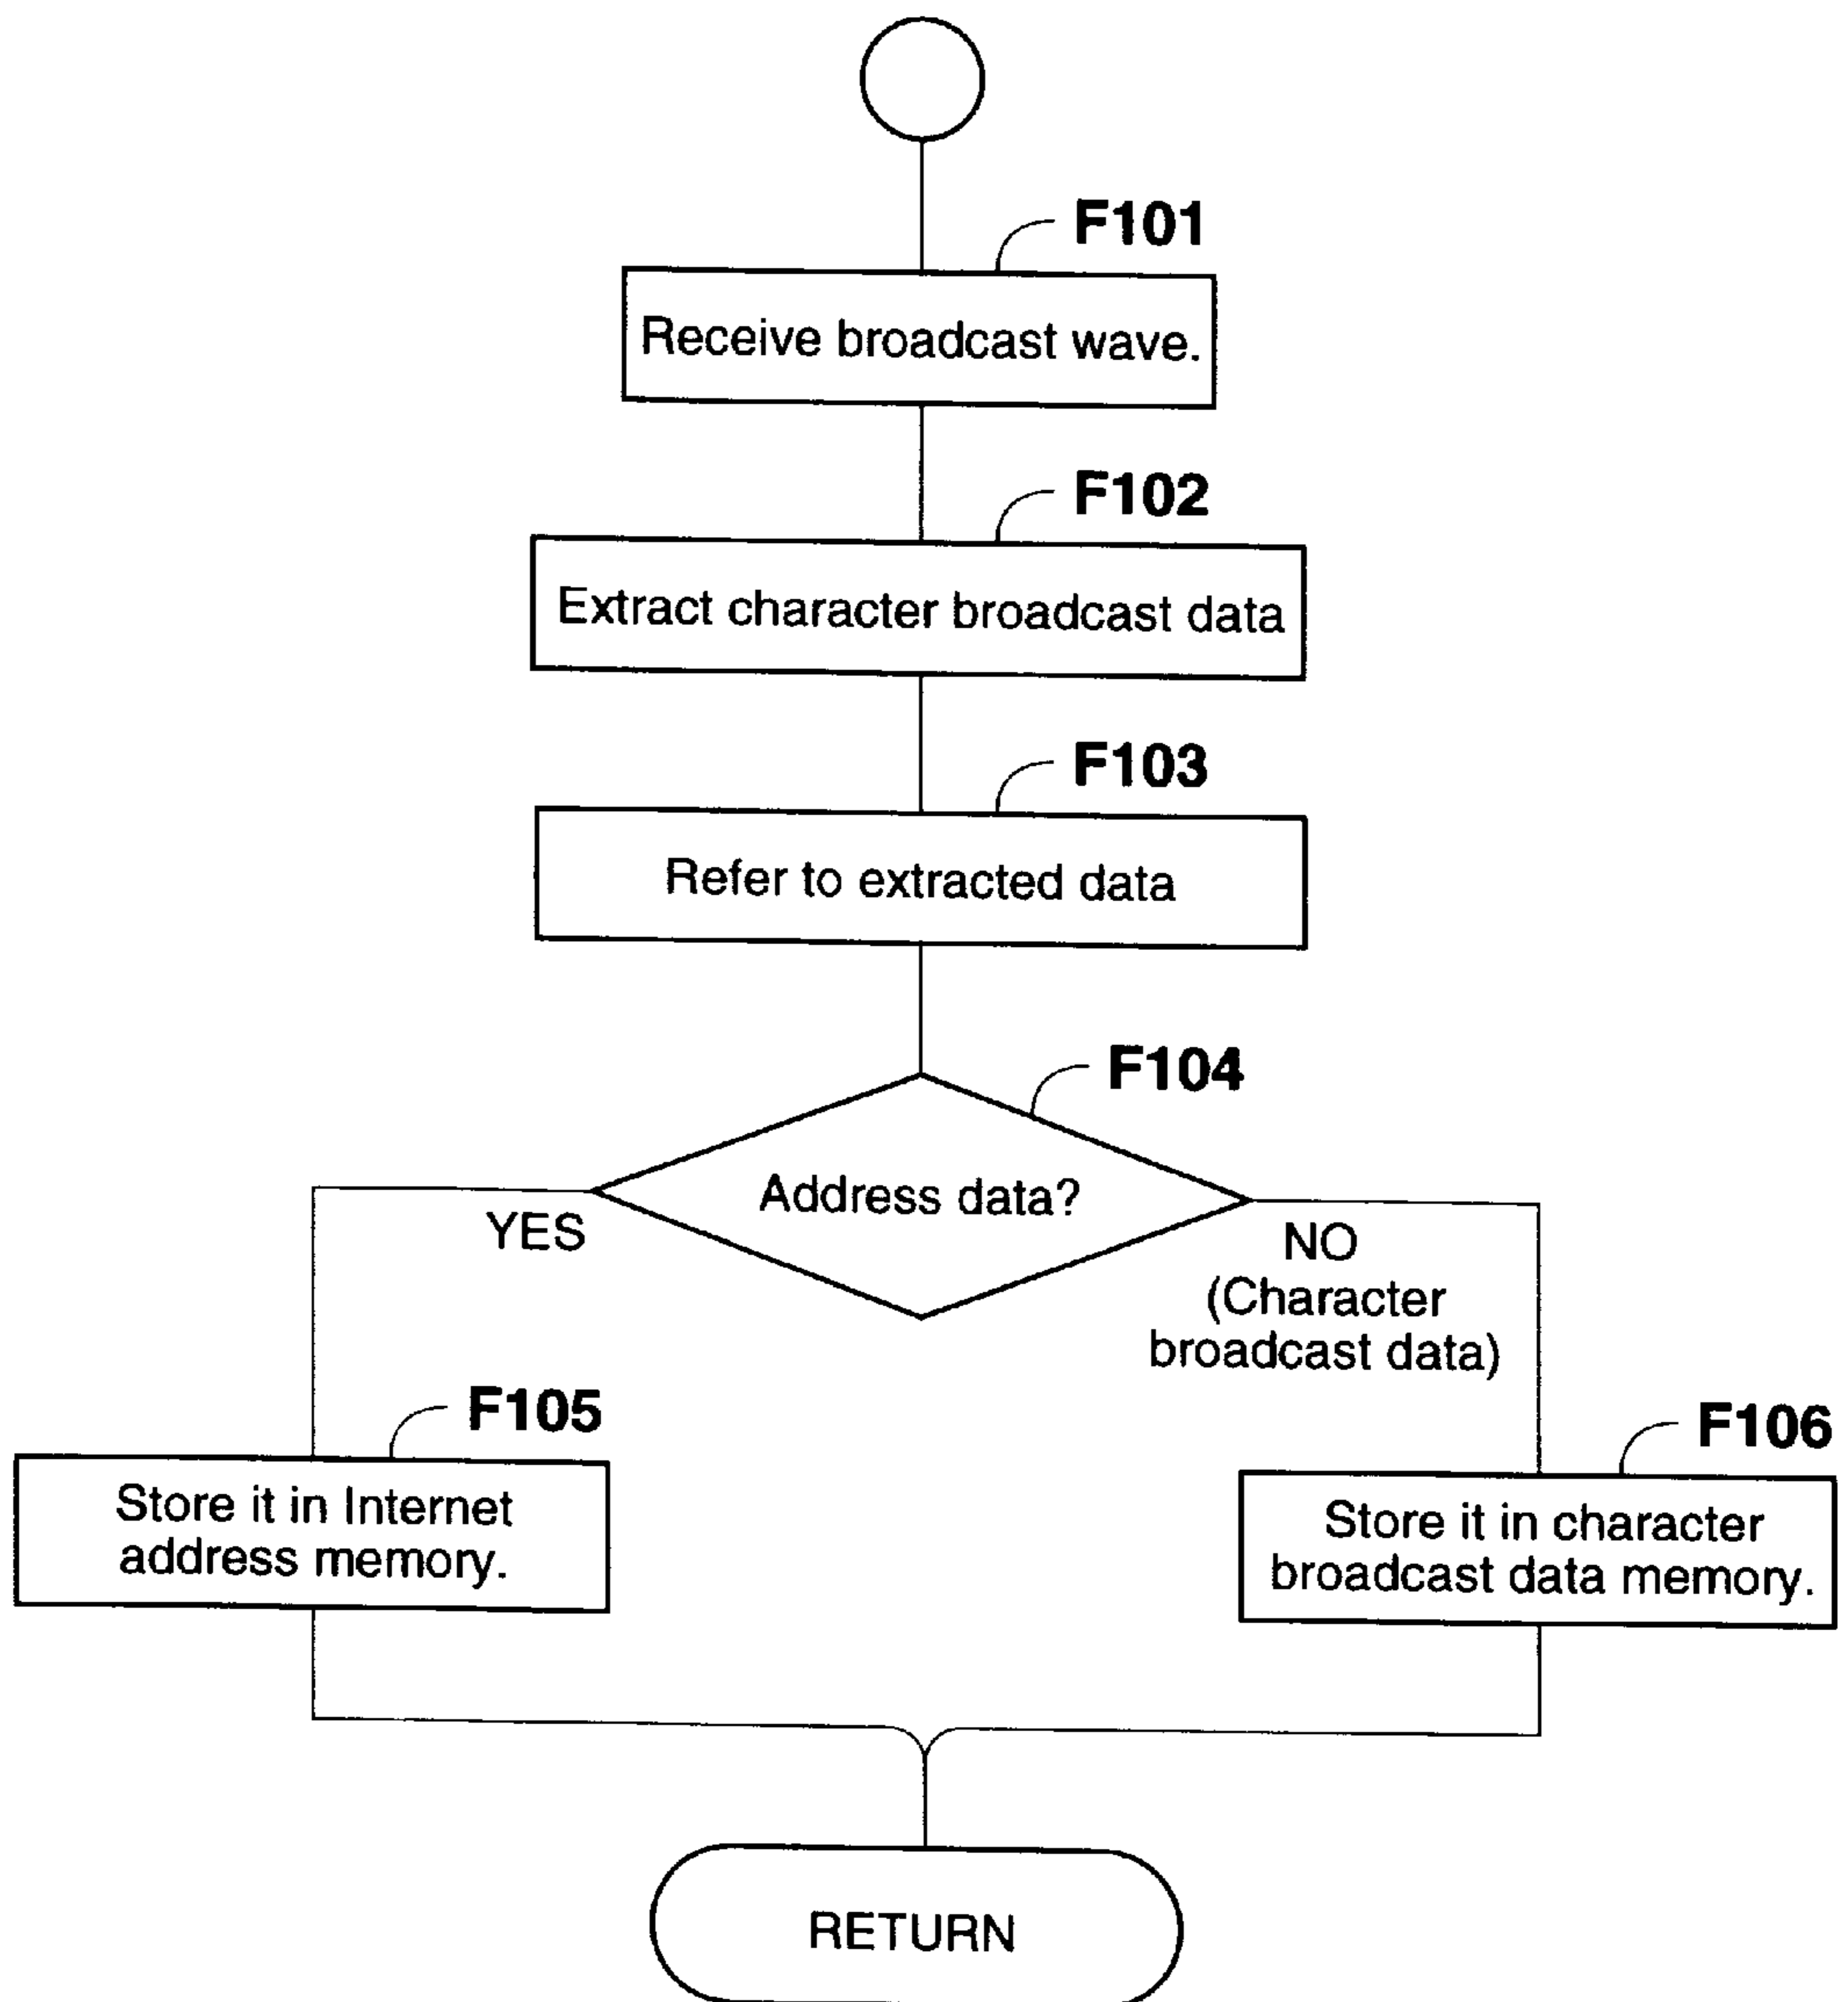 F101
Receive broadcast wave.
F102
Extract character broadcast data
F103
Refer to extracted data
F104
Address data?
YES
NO
(Character
broadcast data)
F105
Store it in Internet
address memory.
F106
Store it in character
broadcast data memory.
RETURN